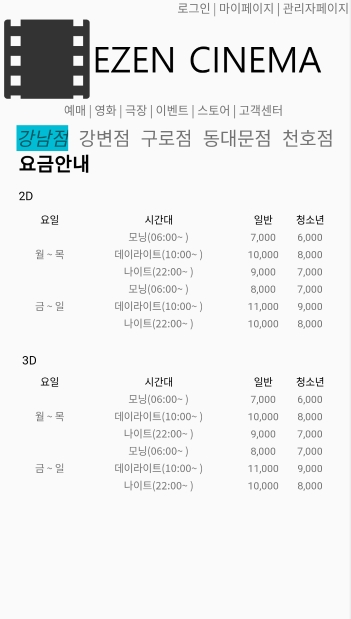 로그인 | 마이페이지 | 관리자페이지
EZEN CINEMA
예매 | 영화 | 극장 | 이벤트 | 스토어 | 고객센터
강남점 강변점 구로점 동대문점 천호점
요금안내
2D
요일 시간대 일반 청소년
모닝(06:00~ ) 7,000 6,000
월 ~ 목 데이라이트(10:00~ ) 10,000 8,000
나이트(22:00~ ) 9,000 7,000
모닝(06:00~ ) 8,000 7,000
금 ~ 일 데이라이트(10:00~ ) 11,000 9,000
나이트(22:00~ ) 10,000 8,000
3D
요일 시간대 일반 청소년
모닝(06:00~ ) 7,000 6,000
월 ~ 목 데이라이트(10:00~ ) 10,000 8,000
나이트(22:00~ ) 9,000 7,000
모닝(06:00~ ) 8,000 7,000
금 ~ 일 데이라이트(10:00~ ) 11,000 9,000
나이트(22:00~ ) 10,000 8,000